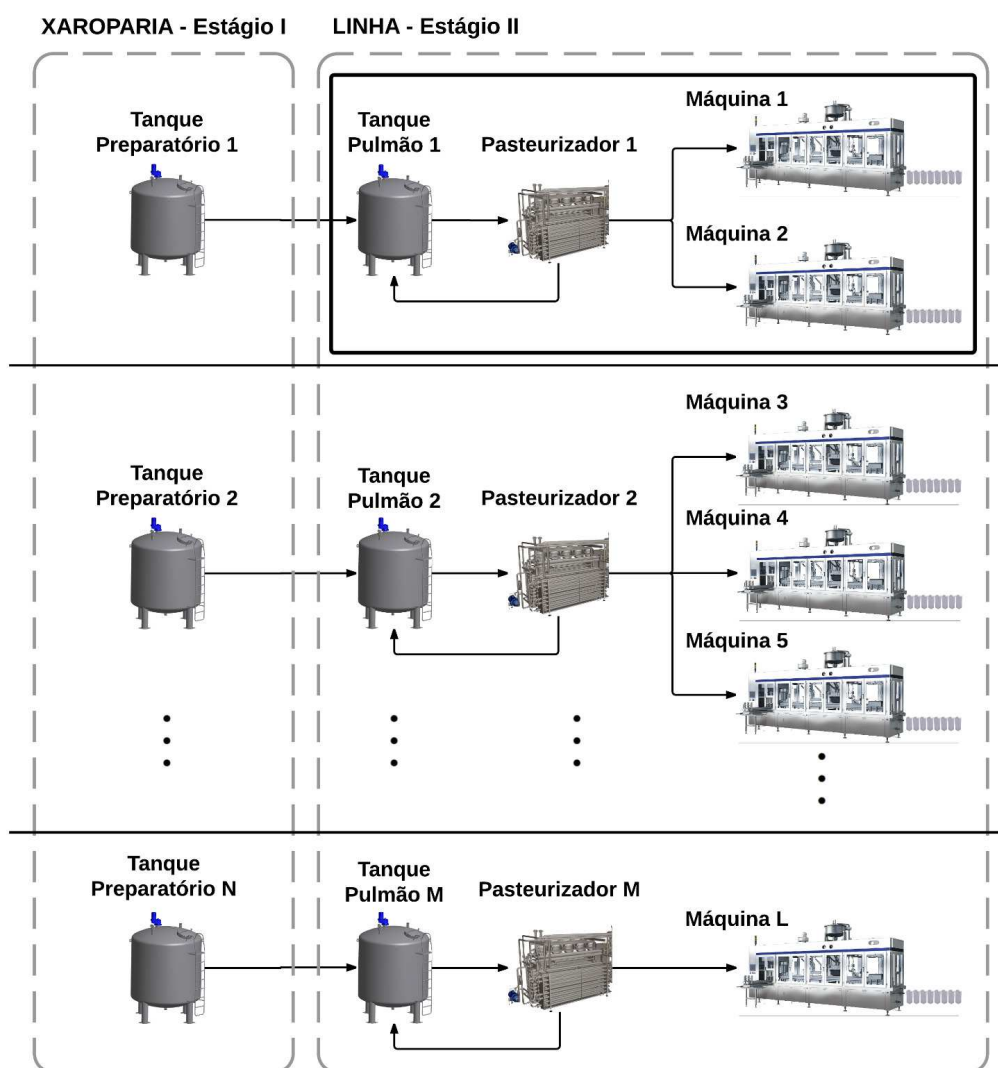 XAROPARIA - Estágio I
LINHA - Estágio II
Tanque
Preparatório 1
Tanque
Pulmão 1
Pasteurizador 1
Máquina 1
Máquina 2
Tanque
Preparatório 2
Tanque
Pulmão 2
Pasteurizador 2
Máquina 3
Máquina 4
Máquina 5
Tanque
Preparatório N
Tanque
Pulmão M
Pasteurizador M
Máquina L